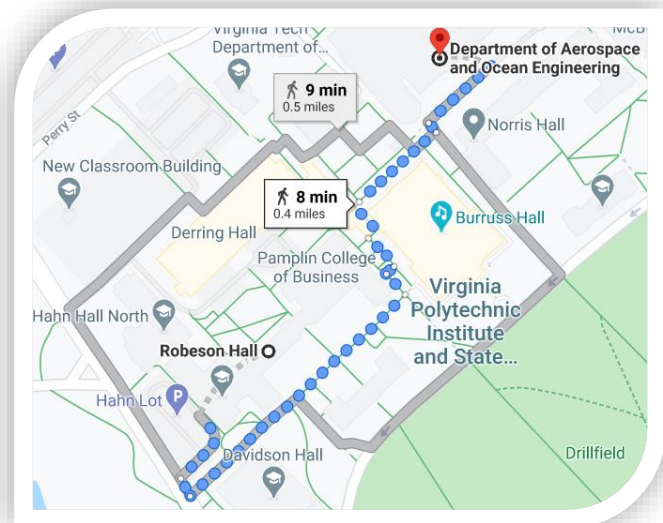 Virginia Tech
Department of…
Department of Aerospace
and Ocean Engineering
9 min
0.5 miles
Perry St
Norris Hall
New Classroom Building
8 min
0.4 miles
Burruss Hall
Derring Hall
Pamplin College
of Business
Virginia
Polytechnic
Institute
and State…
Hahn Hall North
Robeson Hall
P
Hahn Lot
Davidson Hall
Drillfield